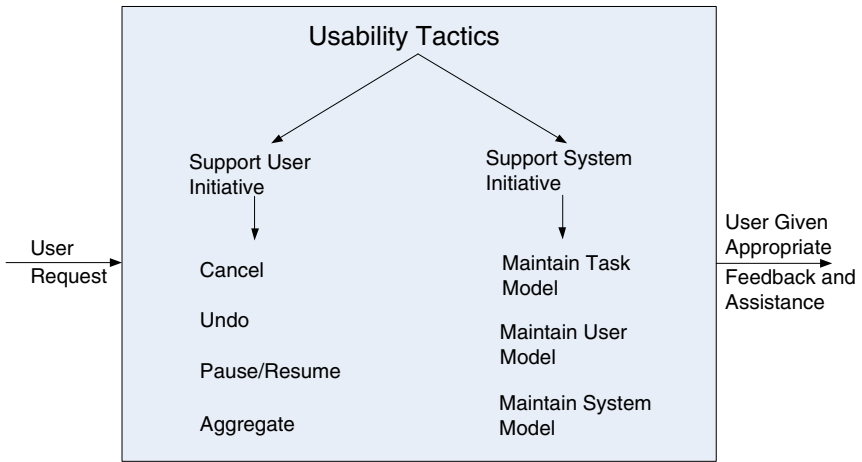 Usability Tactics
Support User
Initiative
Support System
Initiative
User
Request
Cancel
Undo
Pause/Resume
Aggregate
Maintain Task
Model
Maintain User
Model
Maintain System
Model
User Given
Appropriate
Feedback and
Assistance